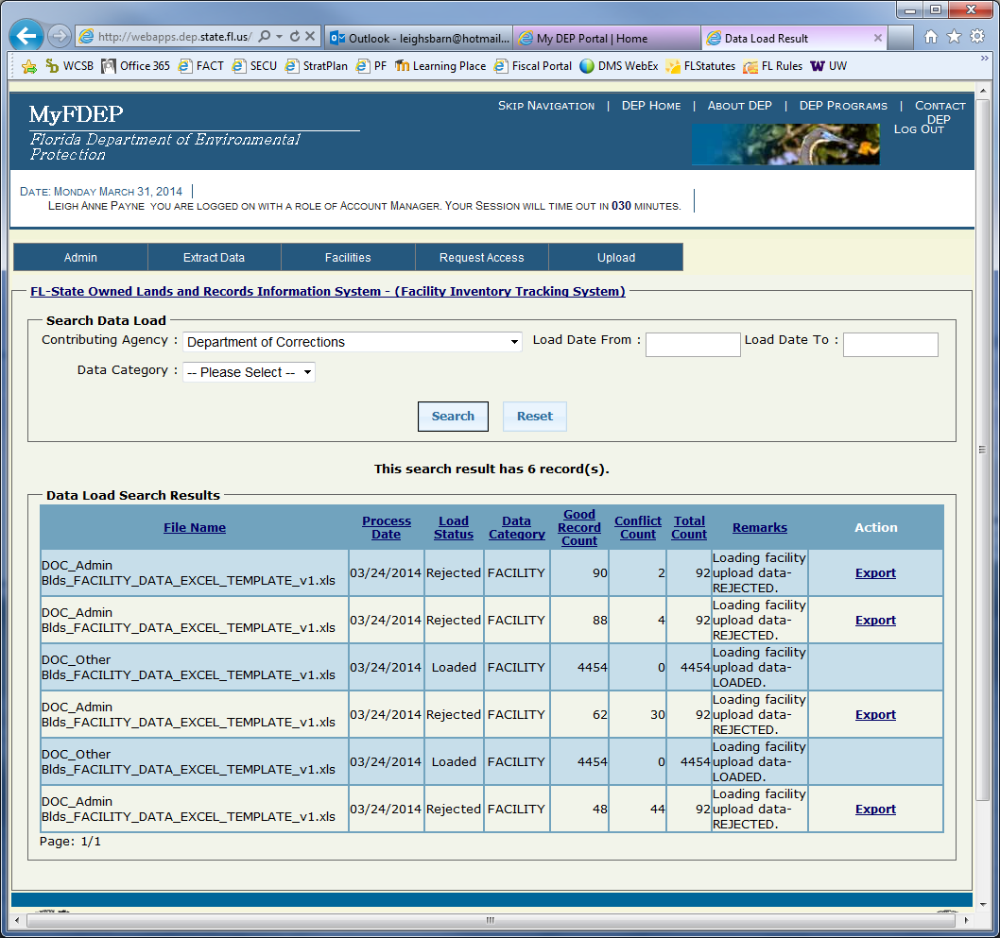 http://webapps.dep.state.fl.us/
Outlook - leighsbarn@hotmail...
My DEP Portal | Home
Data Load Result
WCSB
Office 365
FACT
SECU
StratPlan
PF
Learning Place
Fiscal Portal
DMS WebEx
FLStatutes
FL Rules
UW
MyFDEP
Florida Department of Environmental
Protection
Skip Navigation | DEP Home | About DEP | DEP Programs | Contact
DEP
Log Out
Date: Monday March 31, 2014
Leigh Anne Payne you are logged on with a role of Account Manager. Your Session will time out in 030 minutes.
Admin
Extract Data
Facilities
Request Access
Upload
FL-State Owned Lands and Records Information System - (Facility Inventory Tracking System)
Search Data Load
Contributing Agency : Department of Corrections Load Date From : Load Date To :
Data Category : -- Please Select --
Search
Reset
This search result has 6 record(s).
Data Load Search Results
File Name
Process
Date
Load
Status
Data
Category
Good
Record
Count
Conflict
Count
Total
Count
Remarks
Action
DOC_Admin
Blds_FACILITY_DATA_EXCEL_TEMPLATE_v1.xls
03/24/2014 Rejected FACILITY 90 2 92
Loading facility
upload data-
REJECTED.
Export
DOC_Admin
Blds_FACILITY_DATA_EXCEL_TEMPLATE_v1.xls
03/24/2014 Rejected FACILITY 88 4 92
Loading facility
upload data-
REJECTED.
Export
DOC_Other
Blds_FACILITY_DATA_EXCEL_TEMPLATE_v1.xls
03/24/2014 Loaded FACILITY 4454 0 4454
Loading facility
upload data-
LOADED.
DOC_Admin
Blds_FACILITY_DATA_EXCEL_TEMPLATE_v1.xls
03/24/2014 Rejected FACILITY 62 30 92
Loading facility
upload data-
REJECTED.
Export
DOC_Other
Blds_FACILITY_DATA_EXCEL_TEMPLATE_v1.xls
03/24/2014 Loaded FACILITY 4454 0 4454
Loading facility
upload data-
LOADED.
DOC_Admin
Blds_FACILITY_DATA_EXCEL_TEMPLATE_v1.xls
03/24/2014 Rejected FACILITY 48 44 92
Loading facility
upload data-
REJECTED.
Export
Page: 1/1